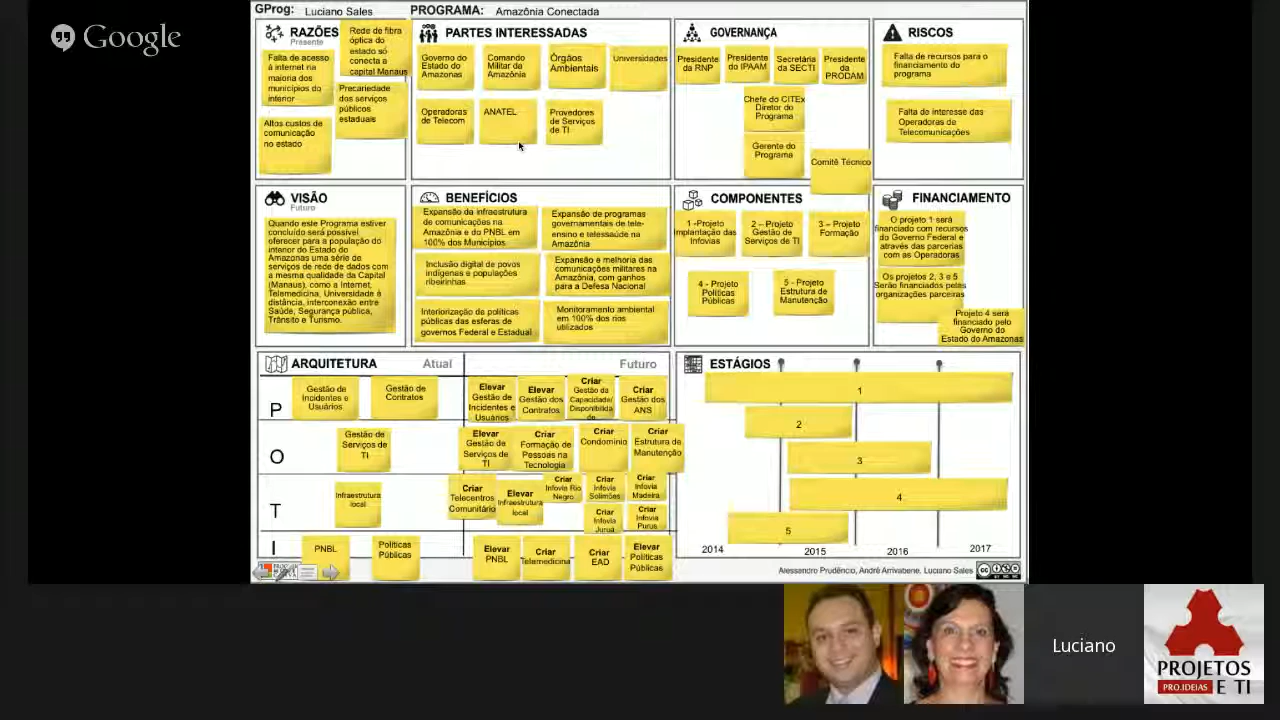 Google
GProg: Luciano Sales
PROGRAMA: Amazônia Conectada
RAZÕES
Presente
Rede de fibra
óptica do
estado só
conecta a
capital Manaus
Falta de acesso
à internet na
maioria dos
municípios do
interior
Precariedade
dos serviços
públicos
estaduais
Altos custos de
comunicação
no estado
PARTES INTERESSADAS
Governo do
Estado do
Amazonas
Comando
Militar da
Amazônia
Órgãos
Ambientais
Universidades
Operadoras
de Telecom
ANATEL
Provedores
de Serviços
de TI
GOVERNANÇA
Presidente
da RNP
Presidente
do IPAAM
Secretária
da SECTI
Presidente
da
PRODAM
Chefe do CITEx
Diretor do
Programa
Gerente do
Programa
Comitê Técnico
RISCOS
Falta de recursos para o
financiamento do
programa
Falta de interesse das
Operadoras de
Telecomunicações
VISÃO
Futuro
Quando este Programa estiver
concluído será possível
oferecer para a população do
interior do Estado do
Amazonas uma série de
serviços de rede de dados com
a mesma qualidade da Capital
(Manaus), como a Internet,
Telemedicina, Universidade à
distância, interconexão entre
Saúde, Segurança pública,
Trânsito e Turismo.
BENEFÍCIOS
Expansão da infraestrutura
de comunicações na
Amazônia e do PNBL em
100% dos Municípios
Expansão de programas
governamentais de tele-
ensino e telessaúde na
Amazônia
Inclusão digital de povos
indígenas e populações
ribeirinhas
Expansão e melhoria das
comunicações militares na
Amazônia, com ganhos
para a Defesa Nacional
Interiorização de políticas
públicas das esferas de
governos Federal e Estadual
Monitoramento ambiental
em 100% dos rios
utilizados
COMPONENTES
1 -Projeto
Implantação das
Infovias
2 – Projeto
Gestão de
Serviços de TI
3 – Projeto
Formação
4 - Projeto
Políticas
Públicas
5 - Projeto
Estrutura de
Manutenção
FINANCIAMENTO
O projeto 1 será
financiado com recursos
do Governo Federal e
através das parcerias
com as Operadoras
Os projetos 2, 3 e 5
Serão financiados pelas
organizações parceiras
Projeto 4 será
financiado pelo
Governo do
Estado do Amazonas
ARQUITETURA
Atual
Futuro
P
Gestão de
Incidentes e
Usuários
Gestão de
Contratos
Elevar
Gestão de
Incidentes e
Usuários
Elevar
Gestão dos
Contratos
Criar
Gestão da
Capacidade/
Disponibilida
de
Criar
Gestão dos
ANS
O
Gestão de
Serviços de
TI
Elevar
Gestão de
Serviços de
TI
Criar
Formação de
Pessoas na
Tecnologia
Criar
Condomínio
Criar
Estrutura de
Manutenção
T
Infraestrutura
local
Criar
Telecentros
Comunitário
Elevar
Infraestrutura
local
Criar
Infovia Rio
Negro
Criar
Infovia
Solimões
Criar
Infovia
Madeira
Criar
Infovia
Juruá
Criar
Infovia
Purus
I
PNBL
Políticas
Públicas
Elevar
PNBL
Criar
Telemedicina
Criar
EAD
Elevar
Políticas
Públicas
ESTÁGIOS
1
2
3
4
5
2014
2015
2016
2017
Alessandro Prudêncio, André Arrivabene, Luciano Sales
Luciano
PROJETOS
PRO.IDEIAS E TI